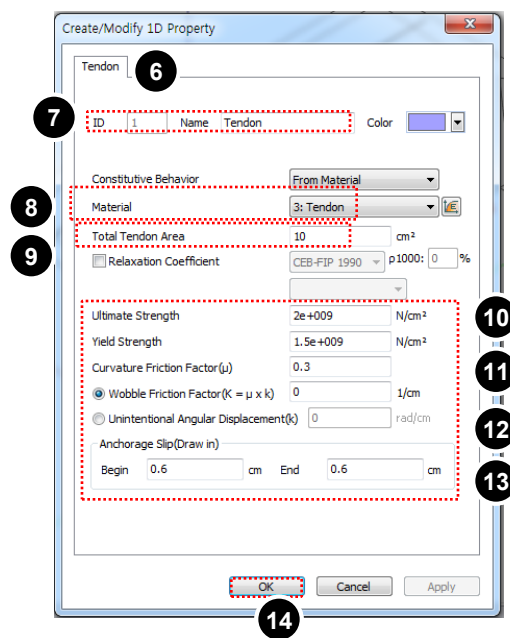 Create/Modify 1D Property
X
Tendon
6
7
ID 1 Name Tendon Color
Constitutive Behavior From Material
8
Material 3: Tendon
9
Total Tendon Area 10 cm²
Relaxation Coefficient CEB-FIP 1990 ρ1000: 0 %
Ultimate Strength 2e+009 N/cm²
10
Yield Strength 1.5e+009 N/cm²
Curvature Friction Factor(μ) 0.3
11
Wobble Friction Factor(K = μ x k) 0 1/cm
Unintentional Angular Displacement(k) 0 rad/cm
12
Anchorage Slip(Draw in)
Begin 0.6 cm End 0.6 cm
13
OK Cancel Apply
14